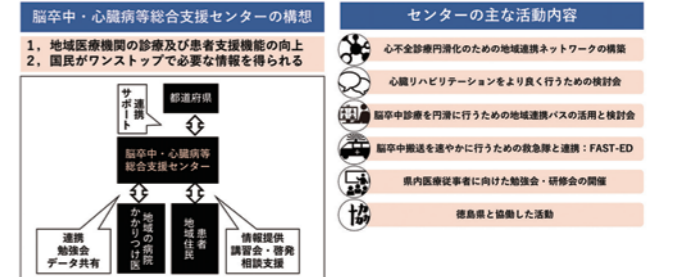 脳卒中・心臓病等総合支援センターの構想
1，地域医療機関の診療及び患者支援機能の向上
2，国民がワンストップで必要な情報を得られる
連携
サポート
都道府県
脳卒中・心臓病等
総合支援センター
地域の病院
かかりつけ医
患者
地域住民
連携
勉強会
データ共有
情報提供
講習会・啓発
相談支援
センターの主な活動内容
心不全診療円滑化のための地域連携ネットワークの構築
心臓リハビリテーションをより良く行うための検討会
脳卒中診療を円滑に行うための地域連携パスの活用と検討会
脳卒中搬送を速やかに行うための救急隊と連携：FAST-ED
県内医療従事者に向けた勉強会・研修会の開催
徳島県と協働した活動